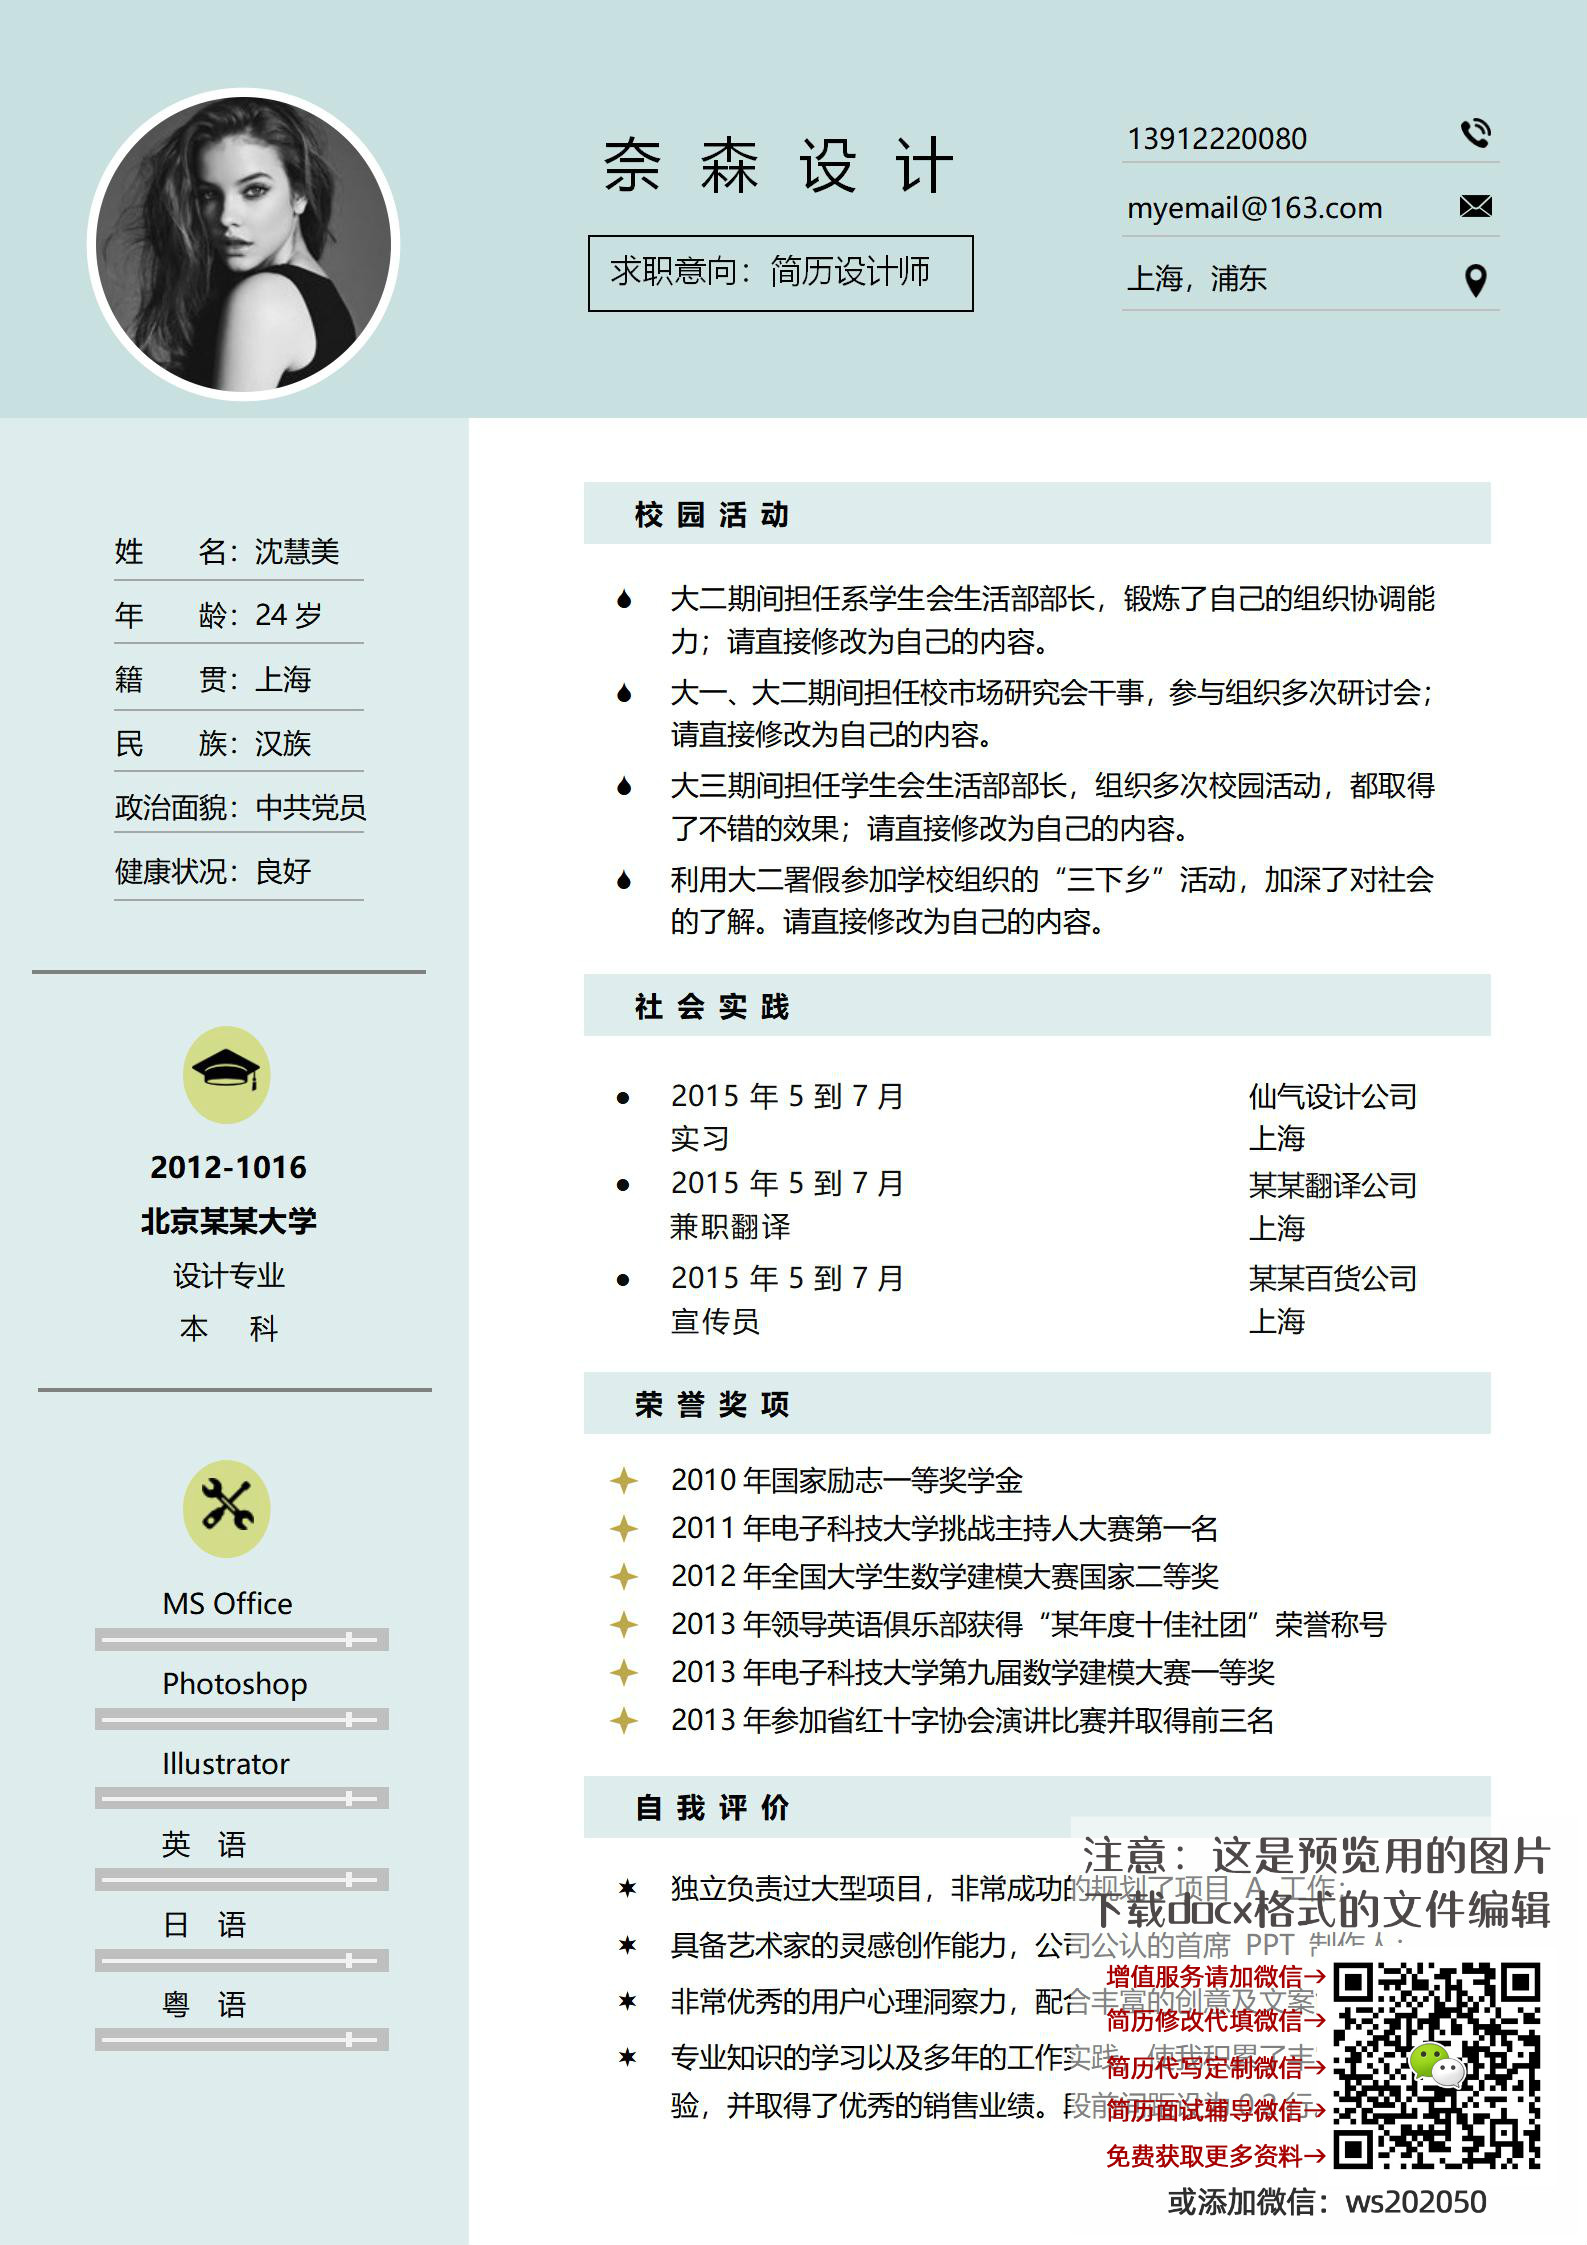 奈森设计
求职意向：简历设计师
13912220080
myemail@163.com
上海，浦东
姓　　名：沈慧美
年　　龄：24 岁
籍　　贯：上海
民　　族：汉族
政治面貌：中共党员
健康状况：良好
2012-1016
北京某某大学
设计专业
本　科
MS Office
Photoshop
Illustrator
英　语
日　语
粤　语
校园活动
大二期间担任系学生会生活部部长，锻炼了自己的组织协调能
力；请直接修改为自己的内容。
大一、大二期间担任校市场研究会干事，参与组织多次研讨会；
请直接修改为自己的内容。
大三期间担任学生会生活部部长，组织多次校园活动，都取得
了不错的效果；请直接修改为自己的内容。
利用大二署假参加学校组织的“三下乡”活动，加深了对社会
的了解。请直接修改为自己的内容。
社会实践
2015 年 5 到 7 月　仙气设计公司
实习　上海
2015 年 5 到 7 月　某某翻译公司
兼职翻译　上海
2015 年 5 到 7 月　某某百货公司
宣传员　上海
荣誉奖项
2010 年国家励志一等奖学金
2011 年电子科技大学挑战主持人大赛第一名
2012 年全国大学生数学建模大赛国家二等奖
2013 年领导英语俱乐部获得“某年度十佳社团”荣誉称号
2013 年电子科技大学第九届数学建模大赛一等奖
2013 年参加省红十字协会演讲比赛并取得前三名
自我评价
独立负责过大型项目，非常成功的规划了项目 A 工作；
具备艺术家的灵感创作能力，公司公认的首席 PPT 制作人；
非常优秀的用户心理洞察力，配合丰富的创意及文案
专业知识的学习以及多年的工作实践，使我积累了丰
验，并取得了优秀的销售业绩。段前间距设为 0.2 行
注意：这是预览用的图片
下载docx格式的文件编辑
增值服务请加微信→
简历修改代填微信→
简历代写定制微信→
简历面试辅导微信→
免费获取更多资料→
或添加微信：ws202050